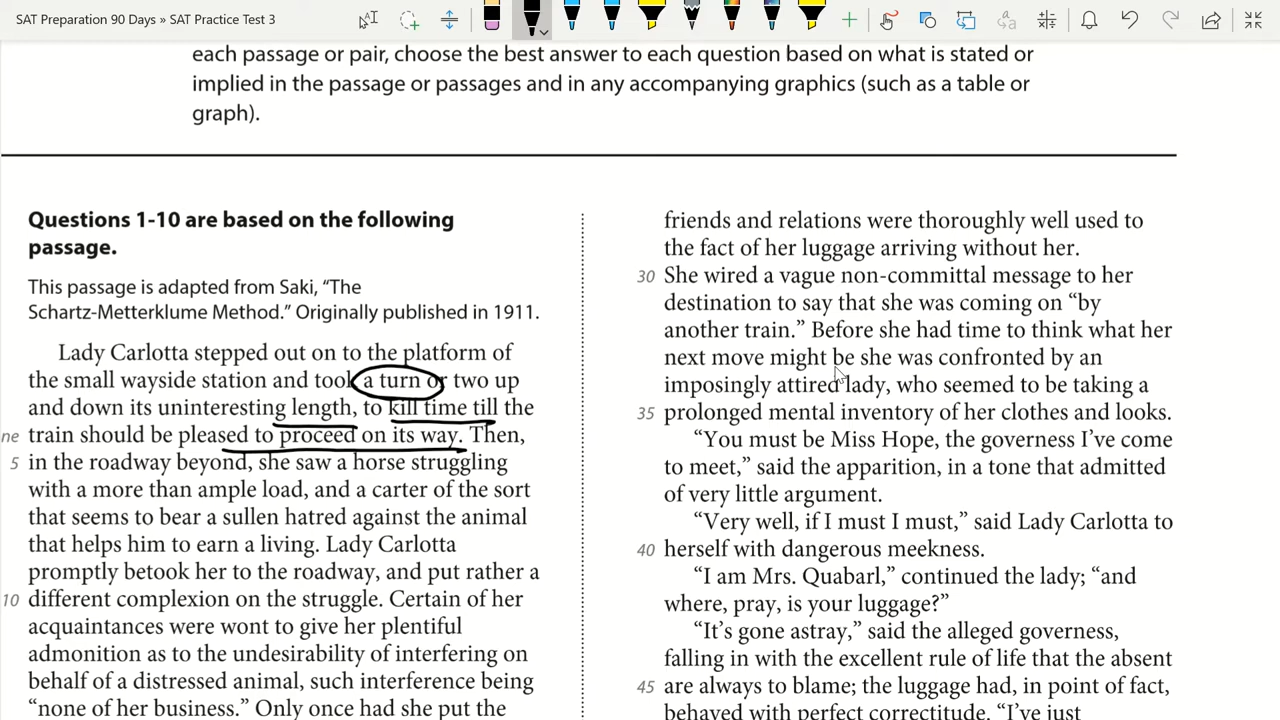 SAT Preparation 90 Days » SAT Practice Test 3
each passage or pair, choose the best answer to each question based on what is stated or
implied in the passage or passages and in any accompanying graphics (such as a table or
graph).
Questions 1-10 are based on the following
passage.
This passage is adapted from Saki, “The
Schartz-Metterklume Method.” Originally published in 1911.
Lady Carlotta stepped out on to the platform of
the small wayside station and took a turn or two up
and down its uninteresting length, to kill time till the
ne train should be pleased to proceed on its way. Then,
5 in the roadway beyond, she saw a horse struggling
with a more than ample load, and a carter of the sort
that seems to bear a sullen hatred against the animal
that helps him to earn a living. Lady Carlotta
promptly betook her to the roadway, and put rather a
10 different complexion on the struggle. Certain of her
acquaintances were wont to give her plentiful
admonition as to the undesirability of interfering on
behalf of a distressed animal, such interference being
“none of her business.” Only once had she put the
friends and relations were thoroughly well used to
the fact of her luggage arriving without her.
30 She wired a vague non-committal message to her
destination to say that she was coming on “by
another train.” Before she had time to think what her
next move might be she was confronted by an
imposingly attired lady, who seemed to be taking a
35 prolonged mental inventory of her clothes and looks.
“You must be Miss Hope, the governess I’ve come
to meet,” said the apparition, in a tone that admitted
of very little argument.
“Very well, if I must I must,” said Lady Carlotta to
40 herself with dangerous meekness.
“I am Mrs. Quabarl,” continued the lady; “and
where, pray, is your luggage?”
“It’s gone astray,” said the alleged governess,
falling in with the excellent rule of life that the absent
45 are always to blame; the luggage had, in point of fact,
behaved with perfect correctitude. “I’ve just